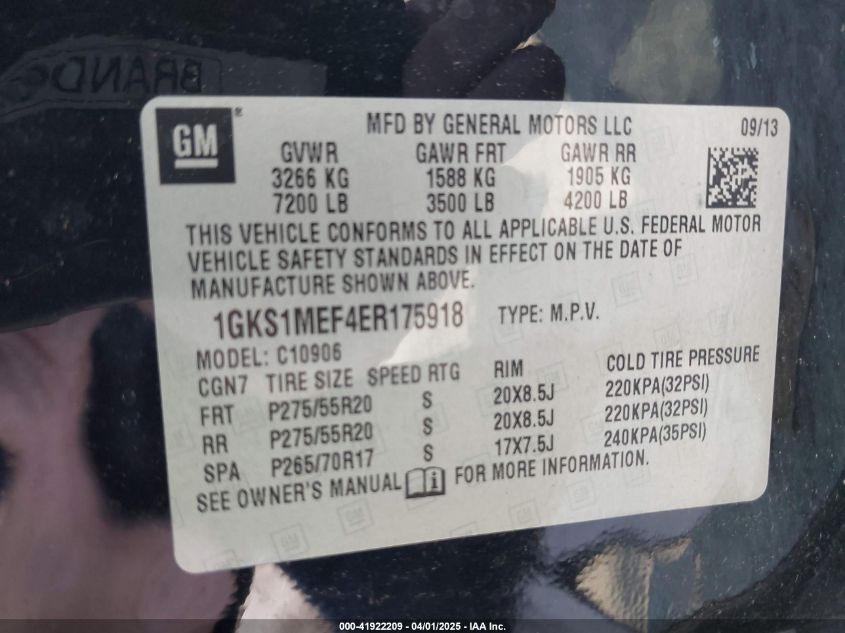 BRAND
GM®
MFD BY GENERAL MOTORS LLC 09/13
GVWR GAWR FRT GAWR RR
3266 KG 1588 KG 1905 KG
7200 LB 3500 LB 4200 LB
THIS VEHICLE CONFORMS TO ALL APPLICABLE U.S. FEDERAL MOTOR
VEHICLE SAFETY STANDARDS IN EFFECT ON THE DATE OF
MANUFACTURE SHOWN ABOVE.
1GKS1MEF4ER175918 TYPE: M.P.V.
MODEL: C10906
CGN7 TIRE SIZE SPEED RTG RIM COLD TIRE PRESSURE
FRT P275/55R20 S 20X8.5J 220KPA(32PSI)
RR P275/55R20 S 20X8.5J 220KPA(32PSI)
SPA P265/70R17 S 17X7.5J 240KPA(35PSI)
SEE OWNER'S MANUAL FOR MORE INFORMATION.
000-41922209 - 04/01/2025 - IAA Inc.